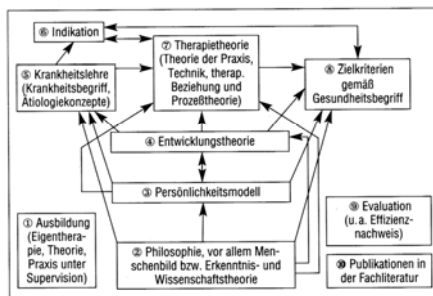 ⑥ Indikation
⑦ Therapietheorie
(Theorie der Praxis,
Technik, therap.
Beziehung und
Prozeßtheorie)
⑤ Krankheitslehre
(Krankheitsbegriff,
Ätiologiekonzepte)
⑧ Zielkriterien
gemäß
Gesundheitsbegriff
④ Entwicklungstheorie
③ Persönlichkeitsmodell
① Ausbildung
(Eigenthera-
pie, Theorie,
Praxis unter
Supervision)
② Philosophie, vor allem Men-
schenbild bzw. Erkenntnis- und
Wissenschaftstheorie
⑨ Evaluation
(u.a. Effizienz-
nachweis)
⑩ Publikationen in
der Fachliteratur